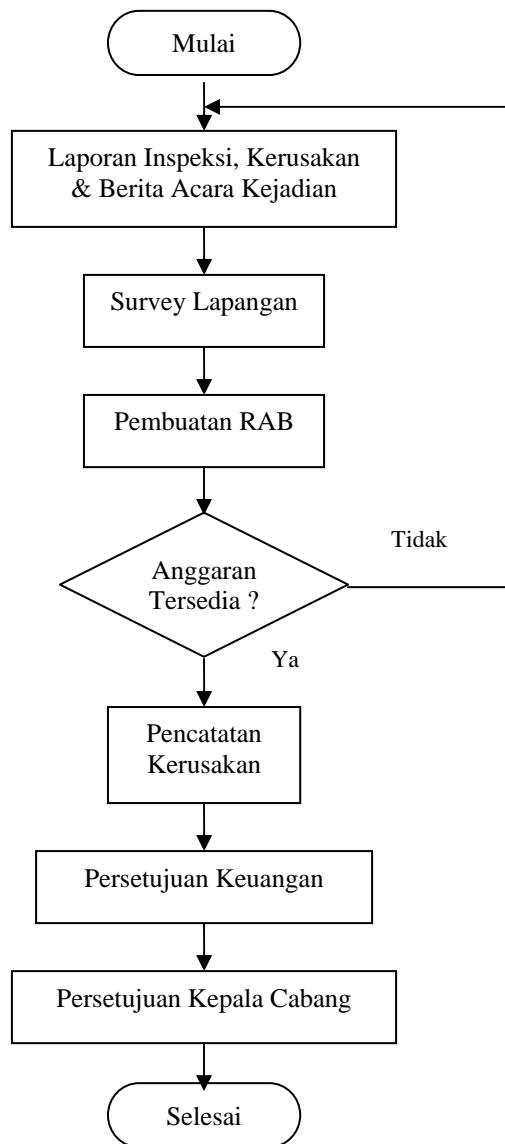 Mulai
Laporan Inspeksi, Kerusakan
& Berita Acara Kejadian
Survey Lapangan
Pembuatan RAB
Tidak
Anggaran
Tersedia ?
Ya
Pencatatan
Kerusakan
Persetujuan Keuangan
Persetujuan Kepala Cabang
Selesai